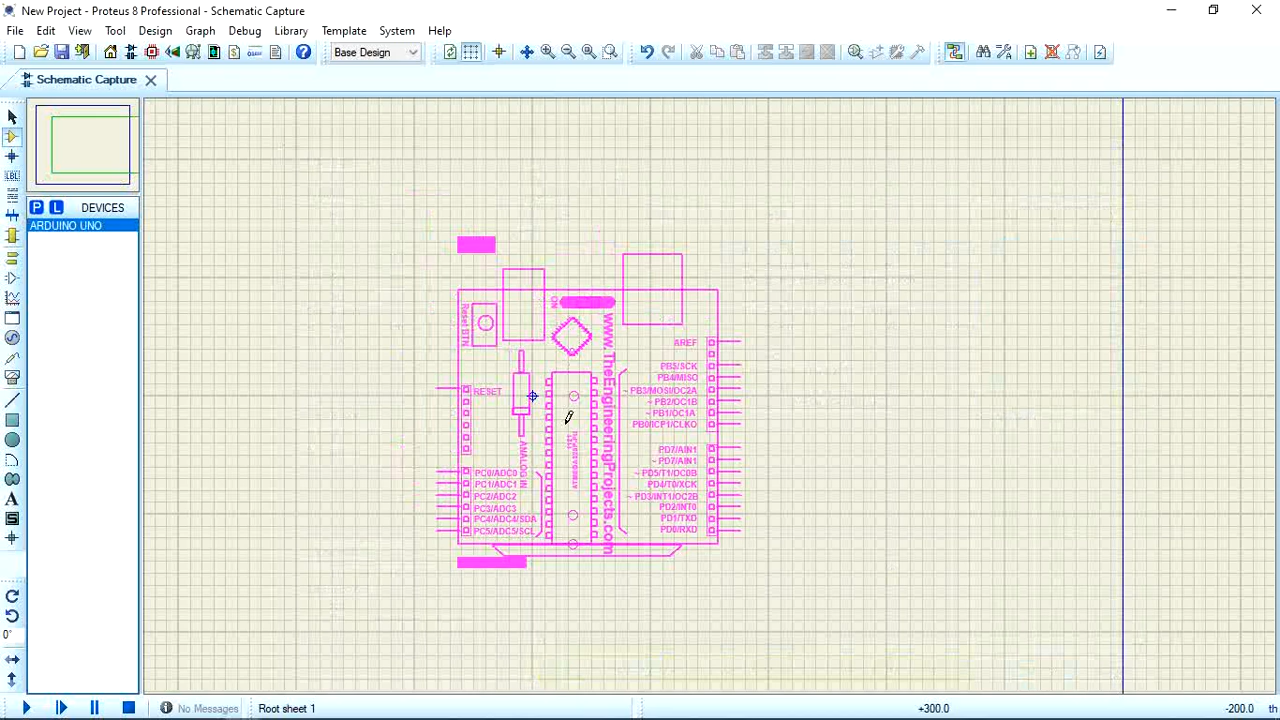 New Project - Proteus 8 Professional - Schematic Capture
File Edit View Tool Design Graph Debug Library Template System Help
Base Design
Schematic Capture
P L DEVICES
ARDUINO UNO
LBL
A
0°
ON
Reset BTN
www.TheEngineeringProjects.com
AREF
PB5/SCK
PB4/MISO
RESET
~ PB3/MOSI/OC2A
~ PB2/OC1B
~ PB1/OC1A
PB0/ICP1/CLKO
ANALOG IN
PD7/AIN1
~ PD7/AIN1
PC0/ADC0
~ PD5/T1/OC0B
PC1/ADC1
PD4/T0/XCK
PC2/ADC2
~ PD3/INT1/OC2B
PC3/ADC3
PD2/INT0
PC4/ADC4/SDA
PD1/TXD
PC5/ADC5/SCL
PD0/RXD
No Messages
Root sheet 1
+300.0
-200.0
th